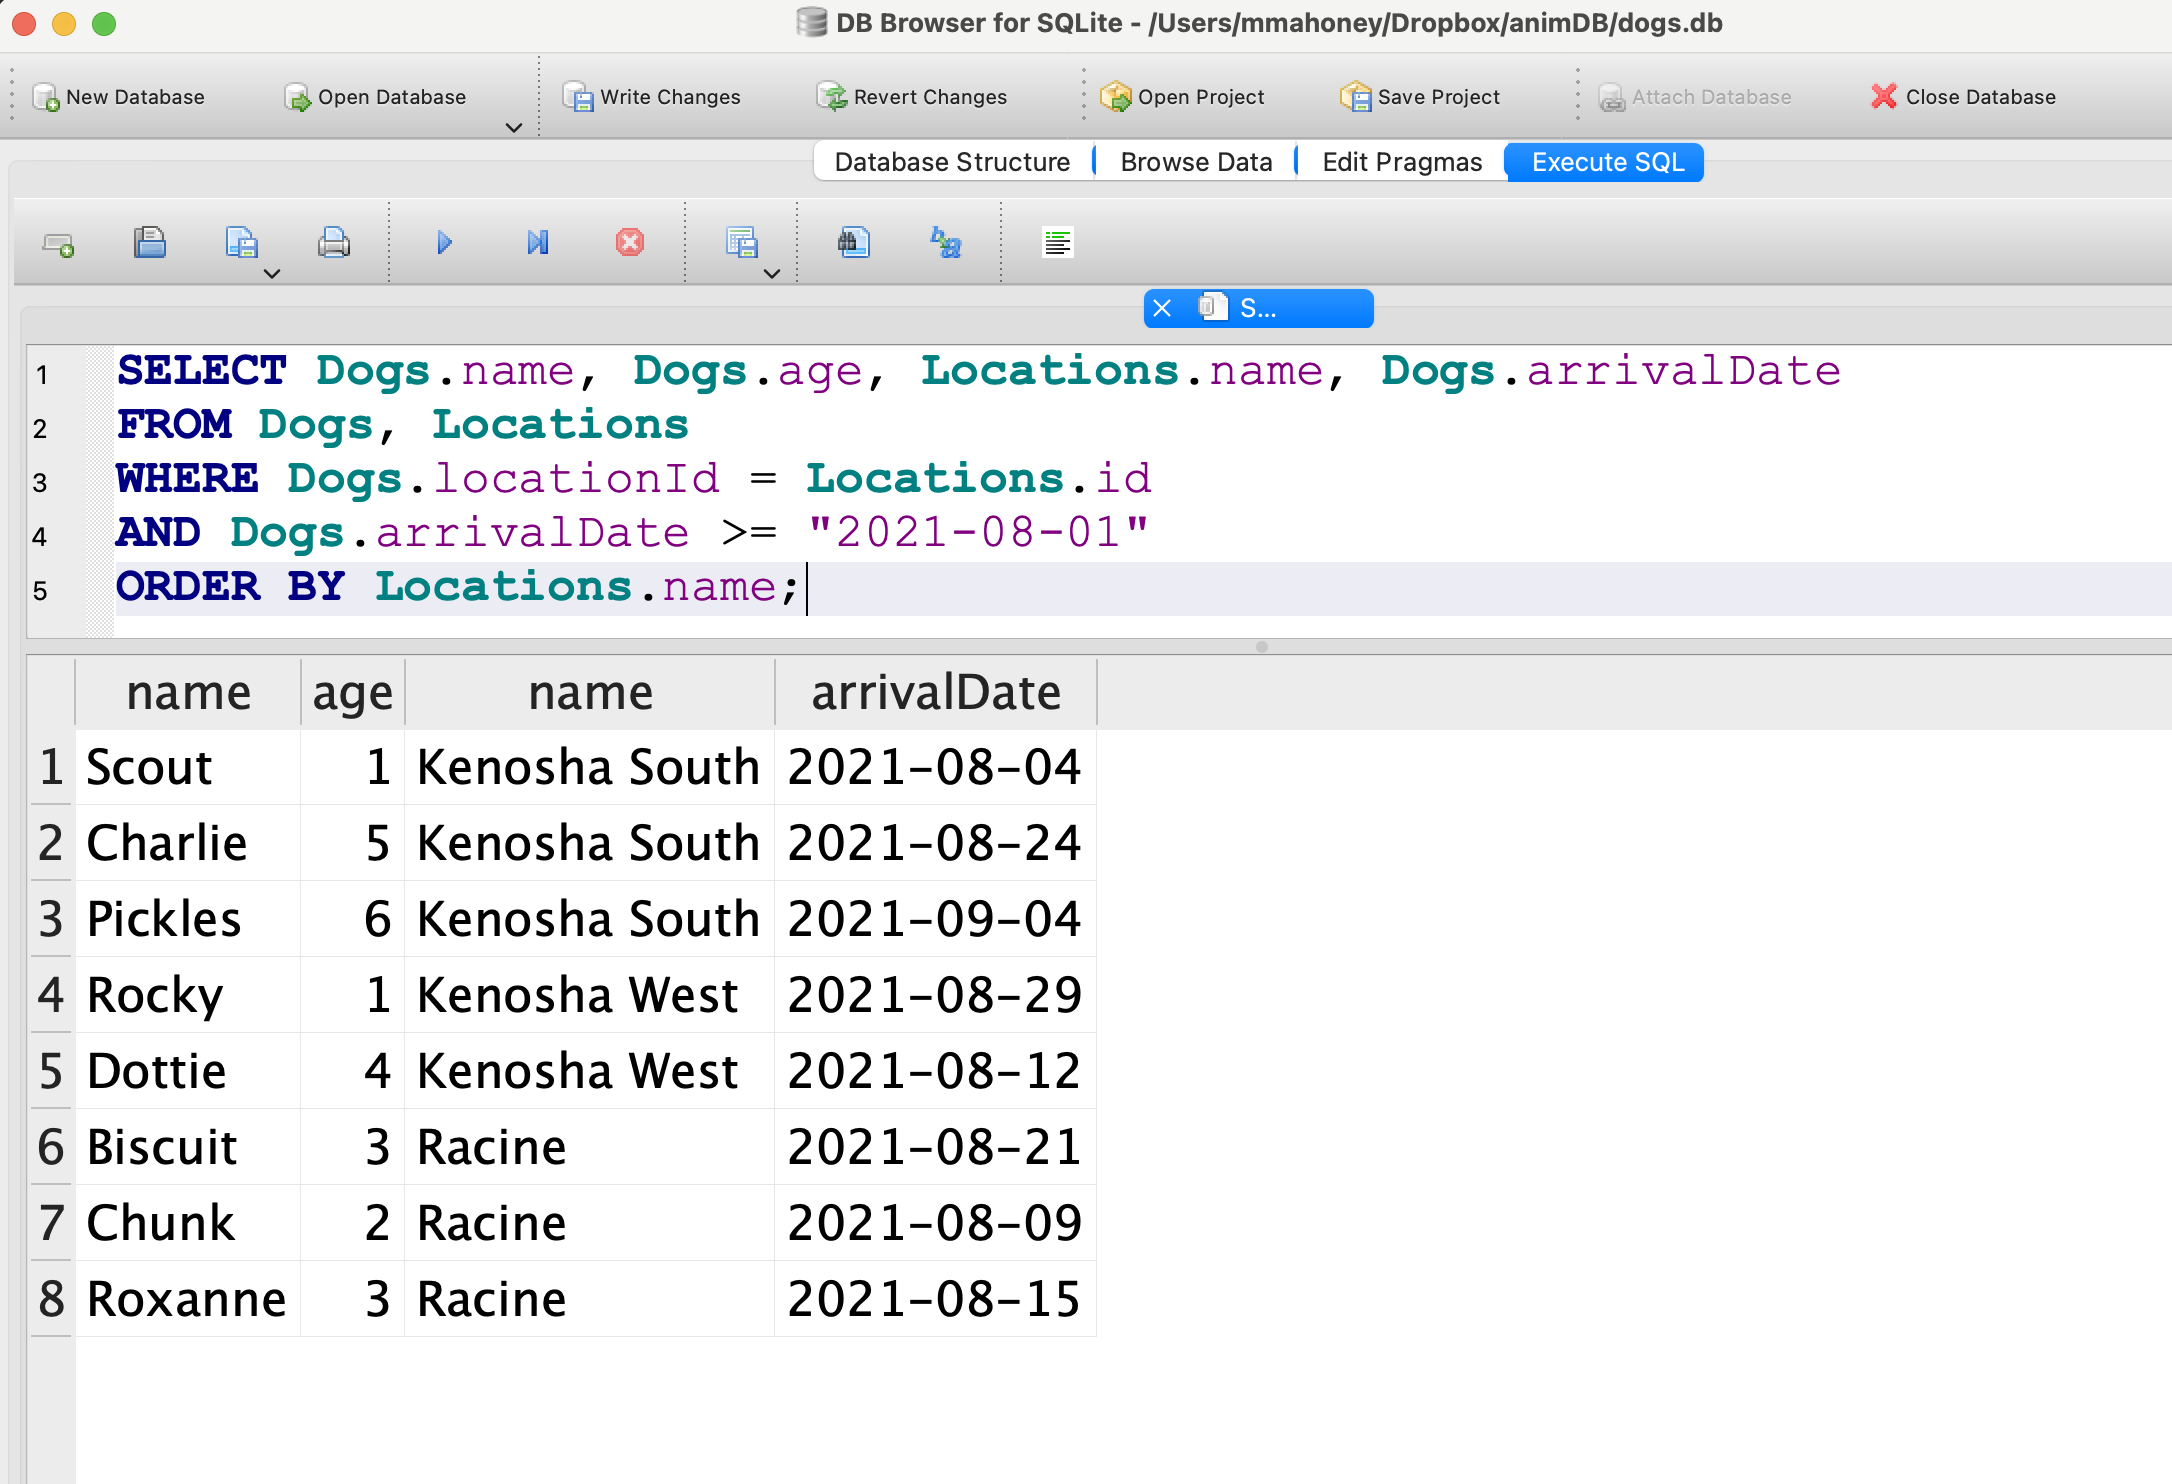 DB Browser for SQLite - /Users/mmahoney/Dropbox/animDB/dogs.db
New Database Open Database Write Changes Revert Changes Open Project Save Project Attach Database Close Database
Database Structure Browse Data Edit Pragmas Execute SQL
S...
1 SELECT Dogs.name, Dogs.age, Locations.name, Dogs.arrivalDate
2 FROM Dogs, Locations
3 WHERE Dogs.locationId = Locations.id
4 AND Dogs.arrivalDate >= "2021-08-01"
5 ORDER BY Locations.name;
name age name arrivalDate
1 Scout 1 Kenosha South 2021-08-04
2 Charlie 5 Kenosha South 2021-08-24
3 Pickles 6 Kenosha South 2021-09-04
4 Rocky 1 Kenosha West 2021-08-29
5 Dottie 4 Kenosha West 2021-08-12
6 Biscuit 3 Racine 2021-08-21
7 Chunk 2 Racine 2021-08-09
8 Roxanne 3 Racine 2021-08-15